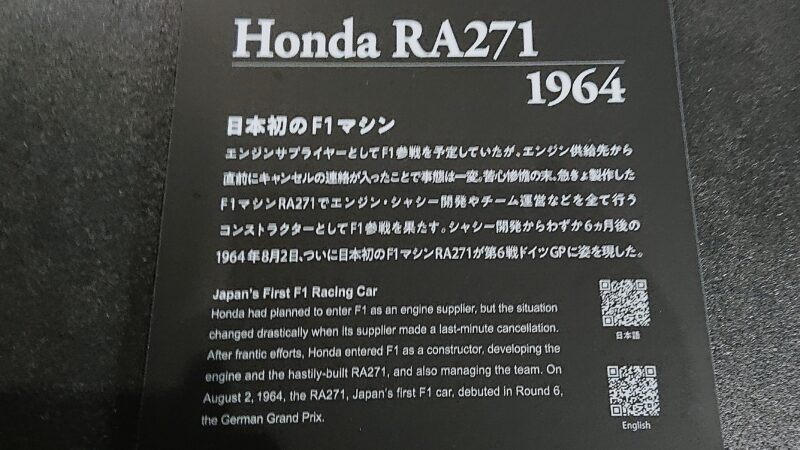 Honda RA271
1964
日本初のF1マシン
エンジンサプライヤーとしてF1参戦を予定していたが。エンジン供給先から
直前にキャンセルの連絡が入ったことで事態は一変。苦心惨憺の末、急きょ製作した
F1マシンRA271でエンジン・シャシー開発やチーム運営などを全て行う
コンストラクターとしてF1参戦を果たす。シャシー開発からわずか6ヵ月後の
1964年8月2日、ついに日本初のF1マシンRA271が第6戦ドイツGPに姿を現した。
Japan's First F1 Racing Car
Honda had planned to enter F1 as an engine supplier, but the situation
changed drastically when its supplier made a last-minute cancellation.
After frantic efforts, Honda entered F1 as a constructor, developing the
engine and the hastily-built RA271, and also managing the team. On
August 2, 1964, the RA271, Japan's first F1 car, debuted in Round 6,
the German Grand Prix.
日本語
English